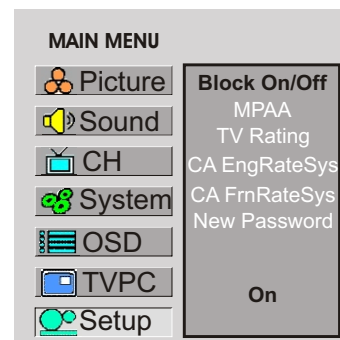 MAIN MENU
Picture
Sound
CH
System
OSD
TVPC
Setup
Block On/Off
MPAA
TV Rating
CA EngRateSys
CA FrnRateSys
New Password
On